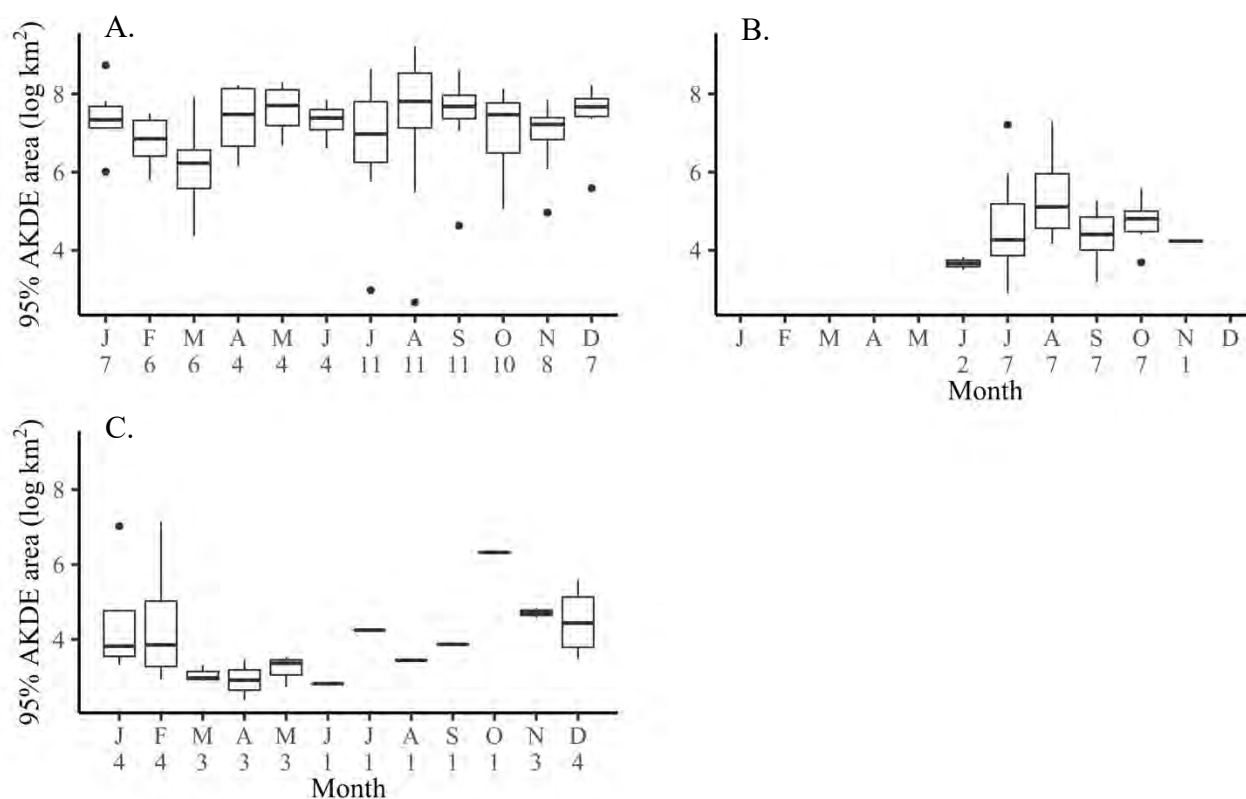 A.
95% AKDE area (log km²)
8
6
4
J F M A M J J A S O N D
7 6 6 4 4 4 11 11 11 10 8 7
B.
8
6
4
J F M A M J J A S O N D
2 7 7 7 7 1
Month
C.
95% AKDE area (log km²)
8
6
4
J F M A M J J A S O N D
4 4 3 3 3 1 1 1 1 1 3 4
Month